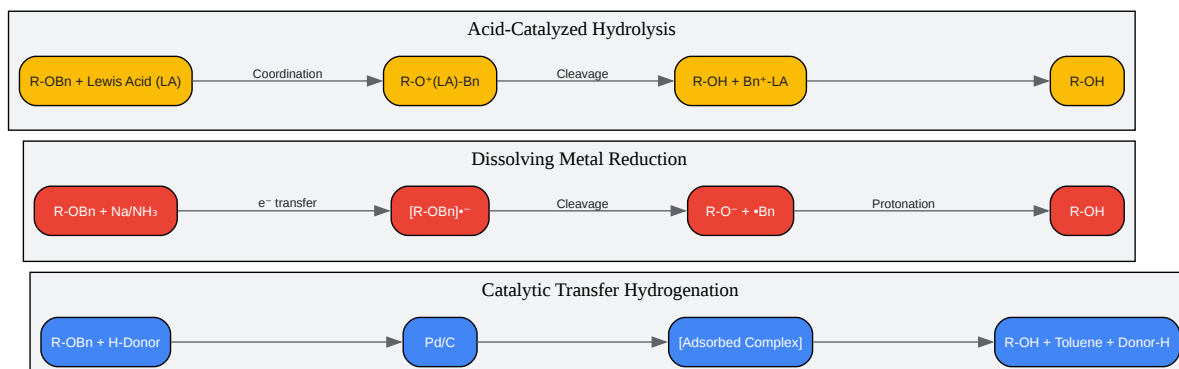 Acid-Catalyzed Hydrolysis
R-OBn + Lewis Acid (LA)
Coordination
R-O⁺(LA)-Bn
Cleavage
R-OH + Bn⁺-LA
R-OH
Dissolving Metal Reduction
R-OBn + Na/NH₃
e⁻ transfer
[R-OBn]•⁻
Cleavage
R-O⁻ + •Bn
Protonation
R-OH
Catalytic Transfer Hydrogenation
R-OBn + H-Donor
Pd/C
[Adsorbed Complex]
R-OH + Toluene + Donor-H